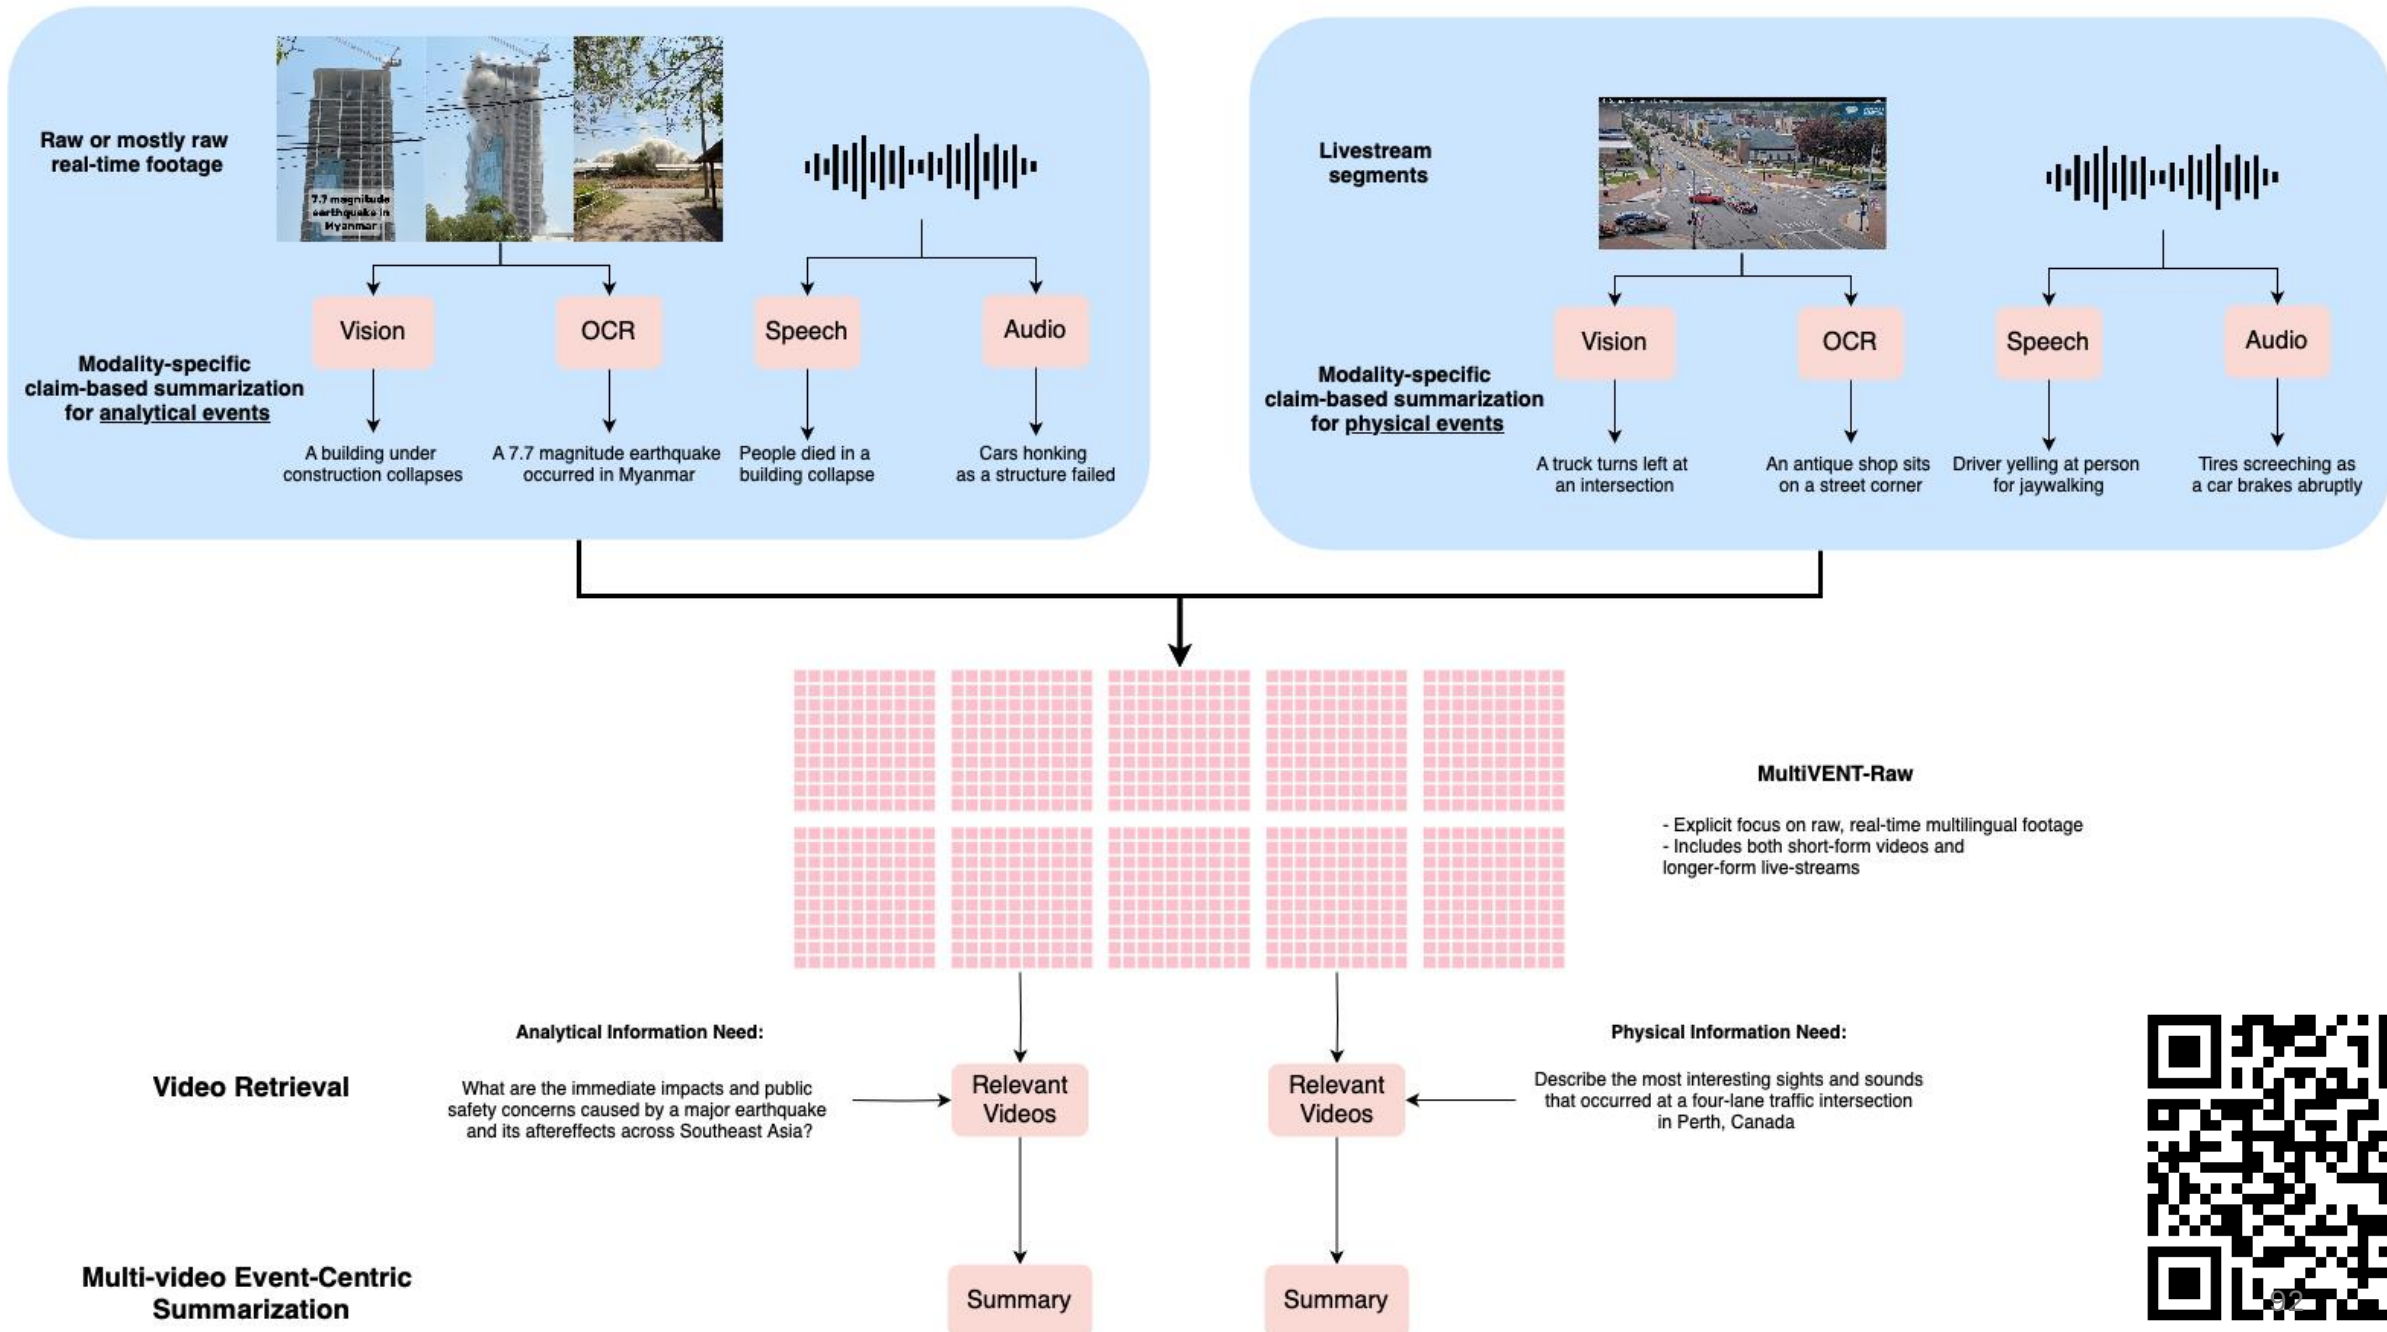 Raw or mostly raw
real-time footage
7.7 magnitude
earthquake in
Myanmar
Vision
OCR
Speech
Audio
Modality-specific
claim-based summarization
for analytical events
A building under
construction collapses
A 7.7 magnitude earthquake
occurred in Myanmar
People died in a
building collapse
Cars honking
as a structure failed
Livestream
segments
Vision
OCR
Speech
Audio
Modality-specific
claim-based summarization
for physical events
A truck turns left at
an intersection
An antique shop sits
on a street corner
Driver yelling at person
for jaywalking
Tires screeching as
a car brakes abruptly
MultiVENT-Raw
- Explicit focus on raw, real-time multilingual footage
- Includes both short-form videos and
longer-form live-streams
Video Retrieval
Analytical Information Need:
What are the immediate impacts and public
safety concerns caused by a major earthquake
and its aftereffects across Southeast Asia?
Relevant
Videos
Relevant
Videos
Physical Information Need:
Describe the most interesting sights and sounds
that occurred at a four-lane traffic intersection
in Perth, Canada
Multi-video Event-Centric
Summarization
Summary
Summary
92